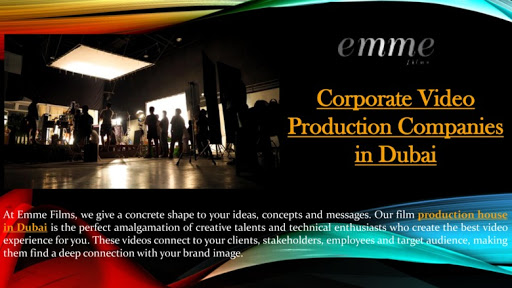 emme
films
Corporate Video
Production Companies
in Dubai
At Emme Films, we give a concrete shape to your ideas, concepts and messages. Our film production house
in Dubai is the perfect amalgamation of creative talents and technical enthusiasts who create the best video
experience for you. These videos connect to your clients, stakeholders, employees and target audience, making
them find a deep connection with your brand image.